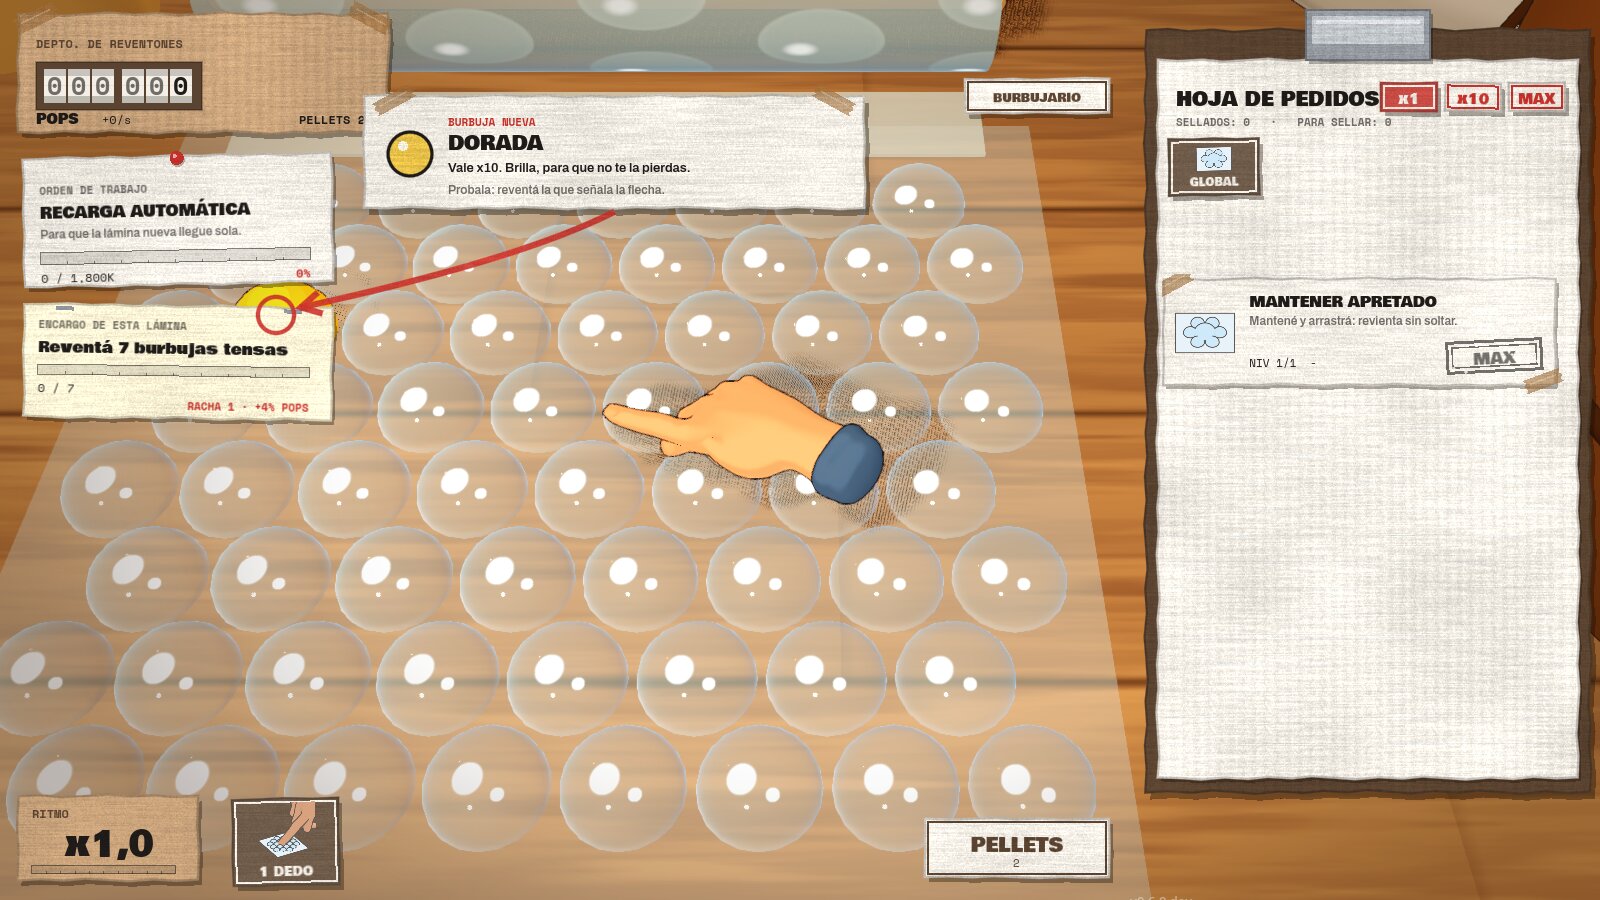 DEPTO. DE REVENTONES
000 000
POPS +0/s PELLETS 2
BURBUJA NUEVA
DORADA
Vale x10. Brilla, para que no te la pierdas.
Probala: reventá la que señala la flecha.
BURBUJARIO
ORDEN DE TRABAJO
RECARGA AUTOMÁTICA
Para que la lámina nueva llegue sola.
0%
0 / 1.800K
ENCARGO DE ESTA LÁMINA
Reventá 7 burbujas tensas
0 / 7
RACHA 1 · +4% POPS
HOJA DE PEDIDOS x1 x10 MAX
SELLADOS: 0 · PARA SELLAR: 0
GLOBAL
MANTENER APRETADO
Mantené y arrastrá: revienta sin soltar.
NIV 1/1 -
MAX
RITMO
x1,0
1 DEDO
PELLETS
2